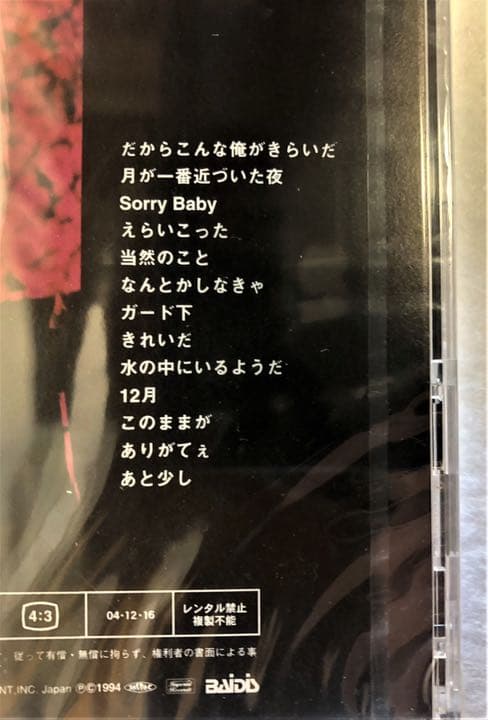 だからこんな俺がきらいだ
月が一番近づいた夜
Sorry Baby
えらいこった
当然のこと
なんとかしなきゃ
ガード下
きれいだ
水の中にいるようだ
12月
このままが
ありがてぇ
あと少し
4:3
04-12-16
レンタル禁止
複製不能
従って有償・無償に拘らず、権利者の書面による事
NT,INC. Japan ℗©1994 BAIDIS